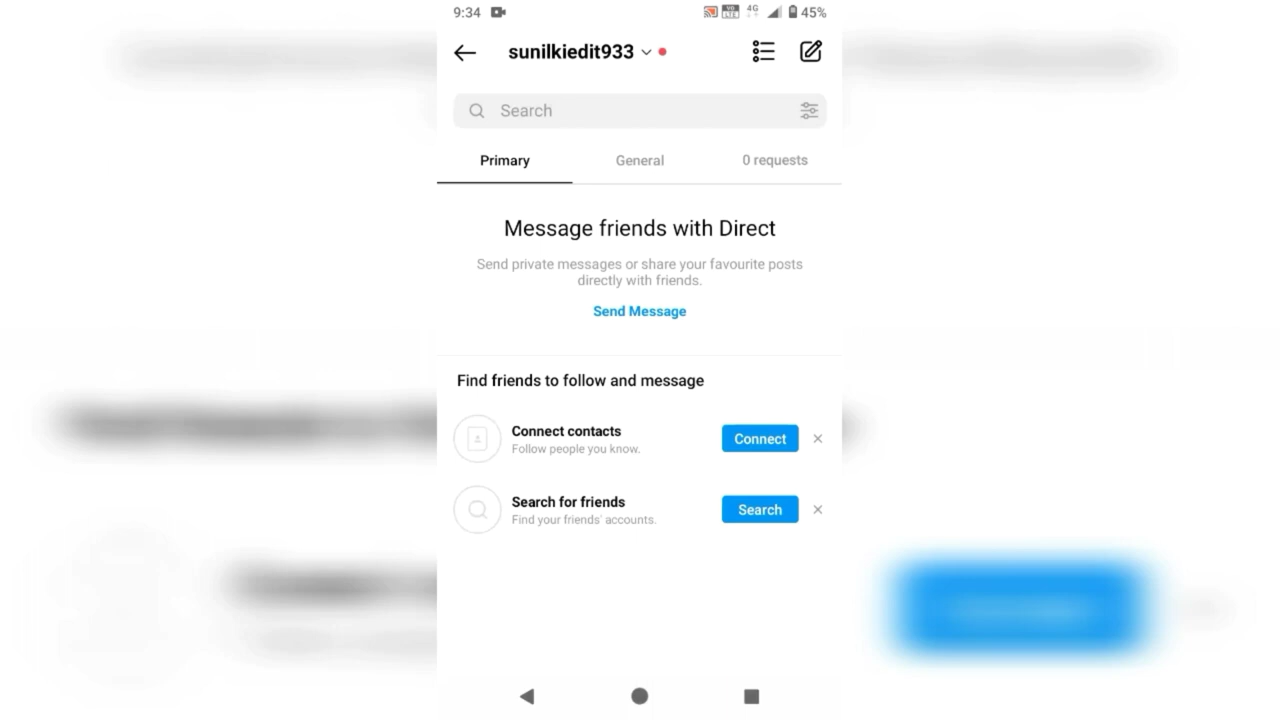 9:34 4G 45%
sunilkiedit933
Search
Primary General 0 requests
Message friends with Direct
Send private messages or share your favourite posts
directly with friends.
Send Message
Find friends to follow and message
Connect contacts
Follow people you know.
Connect
Search for friends
Find your friends' accounts.
Search